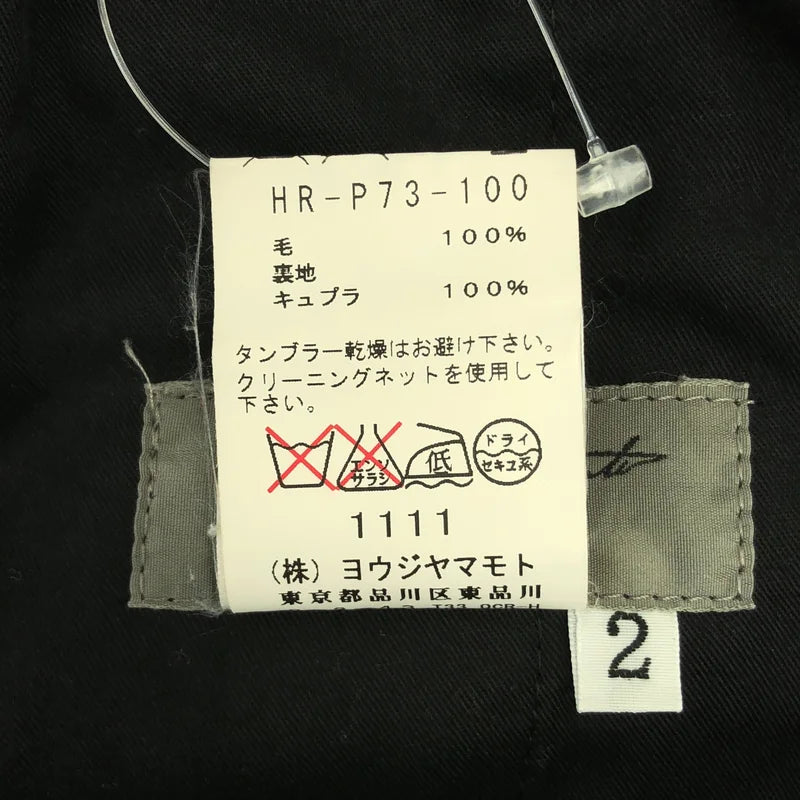 HR-P73-100
毛 100%
裏地
キュプラ 100%
タンブラー乾燥はお避け下さい。
クリーニングネットを使用して
下さい。
エンソ
サラシ
低
ドライ
セキユ系
1111
(株) ヨウジヤマモト
東京都品川区東品川
2